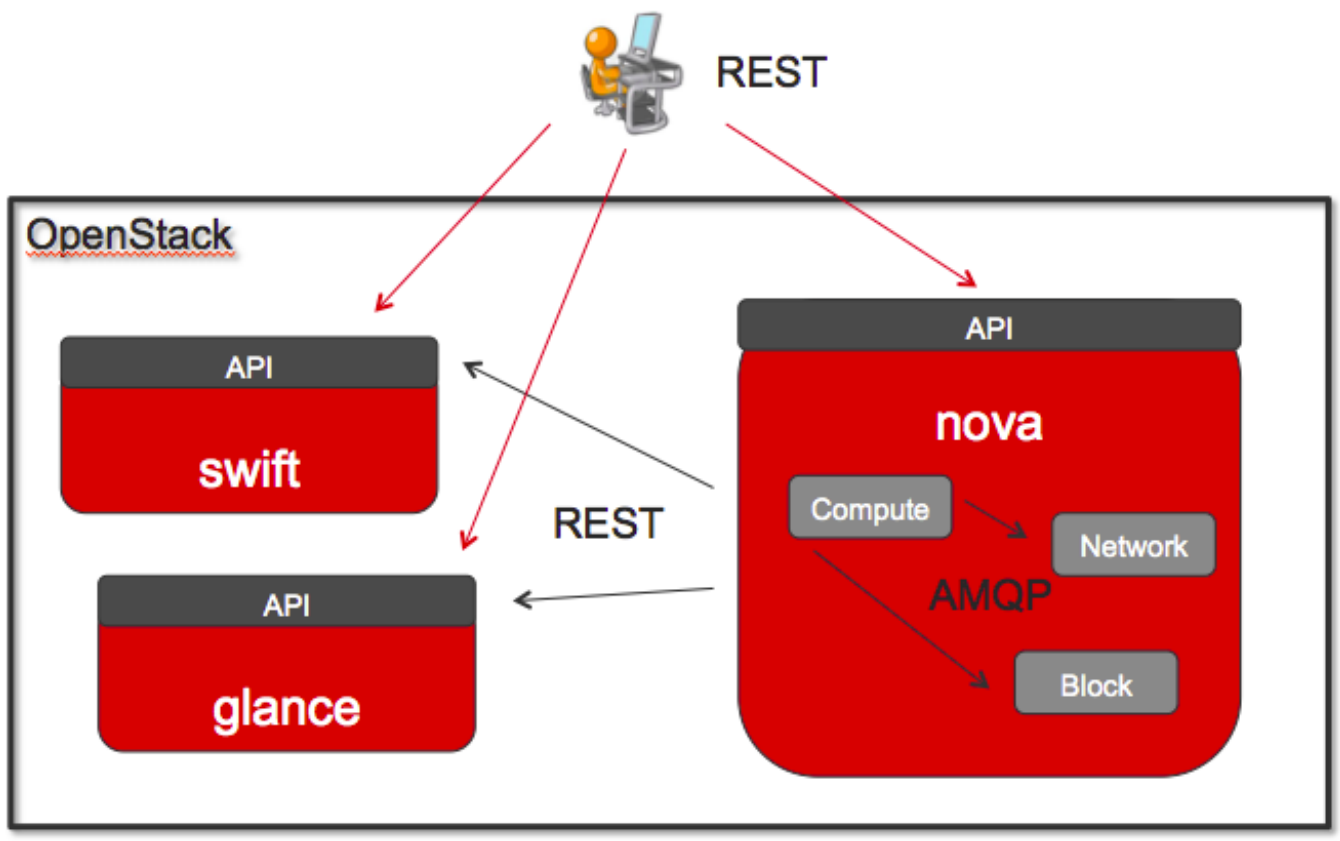 REST
OpenStack
API
swift
API
nova
Compute
Network
AMQP
Block
REST
API
glance